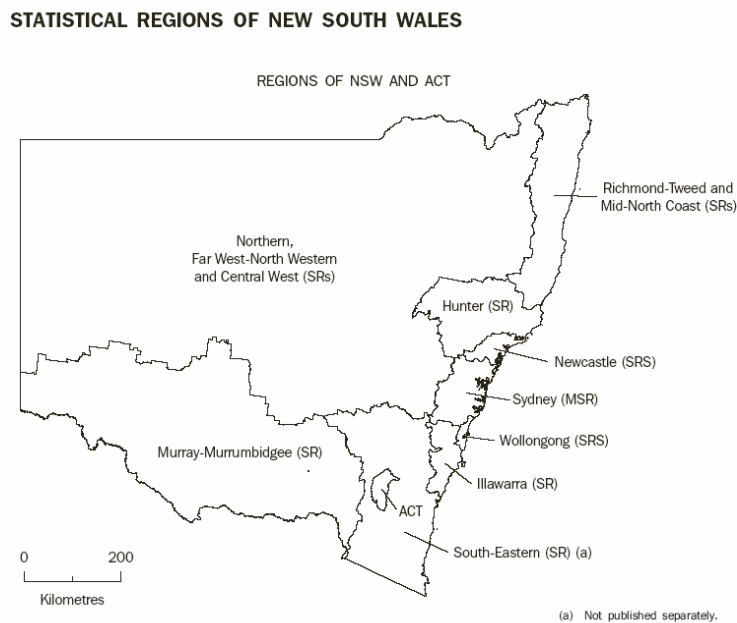 STATISTICAL REGIONS OF NEW SOUTH WALES
REGIONS OF NSW AND ACT
Richmond-Tweed and
Mid-North Coast (SRs)
Northern,
Far West-North Western
and Central West (SRs)
Hunter (SR)
Newcastle (SRS)
Sydney (MSR)
Wollongong (SRS)
Murray-Murrumbidgee (SR)
Illawarra (SR)
ACT
South-Eastern (SR) (a)
0 200
Kilometres
(a) Not published separately.